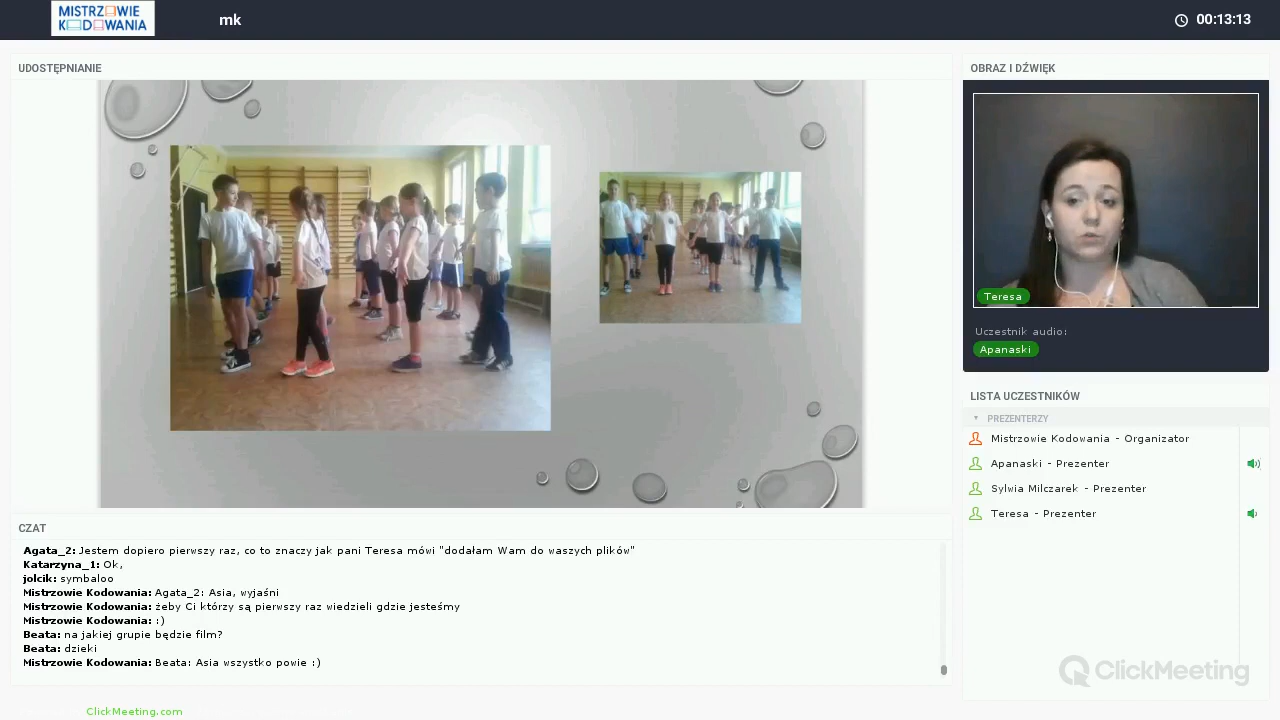 MISTRZOWIE
KODOWANIA
mk
00:13:13
UDOSTĘPNIANIE
OBRAZ I DŹWIĘK
Teresa
Uczestnik audio:
Apanaski
LISTA UCZESTNIKÓW
PREZENTERZY
Mistrzowie Kodowania - Organizator
Apanaski - Prezenter
Sylwia Milczarek - Prezenter
Teresa - Prezenter
CZAT
Agata_2: Jestem dopiero pierwszy raz, co to znaczy jak pani Teresa mówi "dodałam Wam do waszych plików"
Katarzyna_1: Ok,
jolcik: symbaloo
Mistrzowie Kodowania: Agata_2: Asia, wyjaśni
Mistrzowie Kodowania: żeby Ci którzy są pierwszy raz wiedzieli gdzie jesteśmy
Mistrzowie Kodowania: :)
Beata: na jakiej grupie będzie film?
Beata: dzieki
Mistrzowie Kodowania: Beata: Asia wszystko powie :)
ClickMeeting
ClickMeeting.com